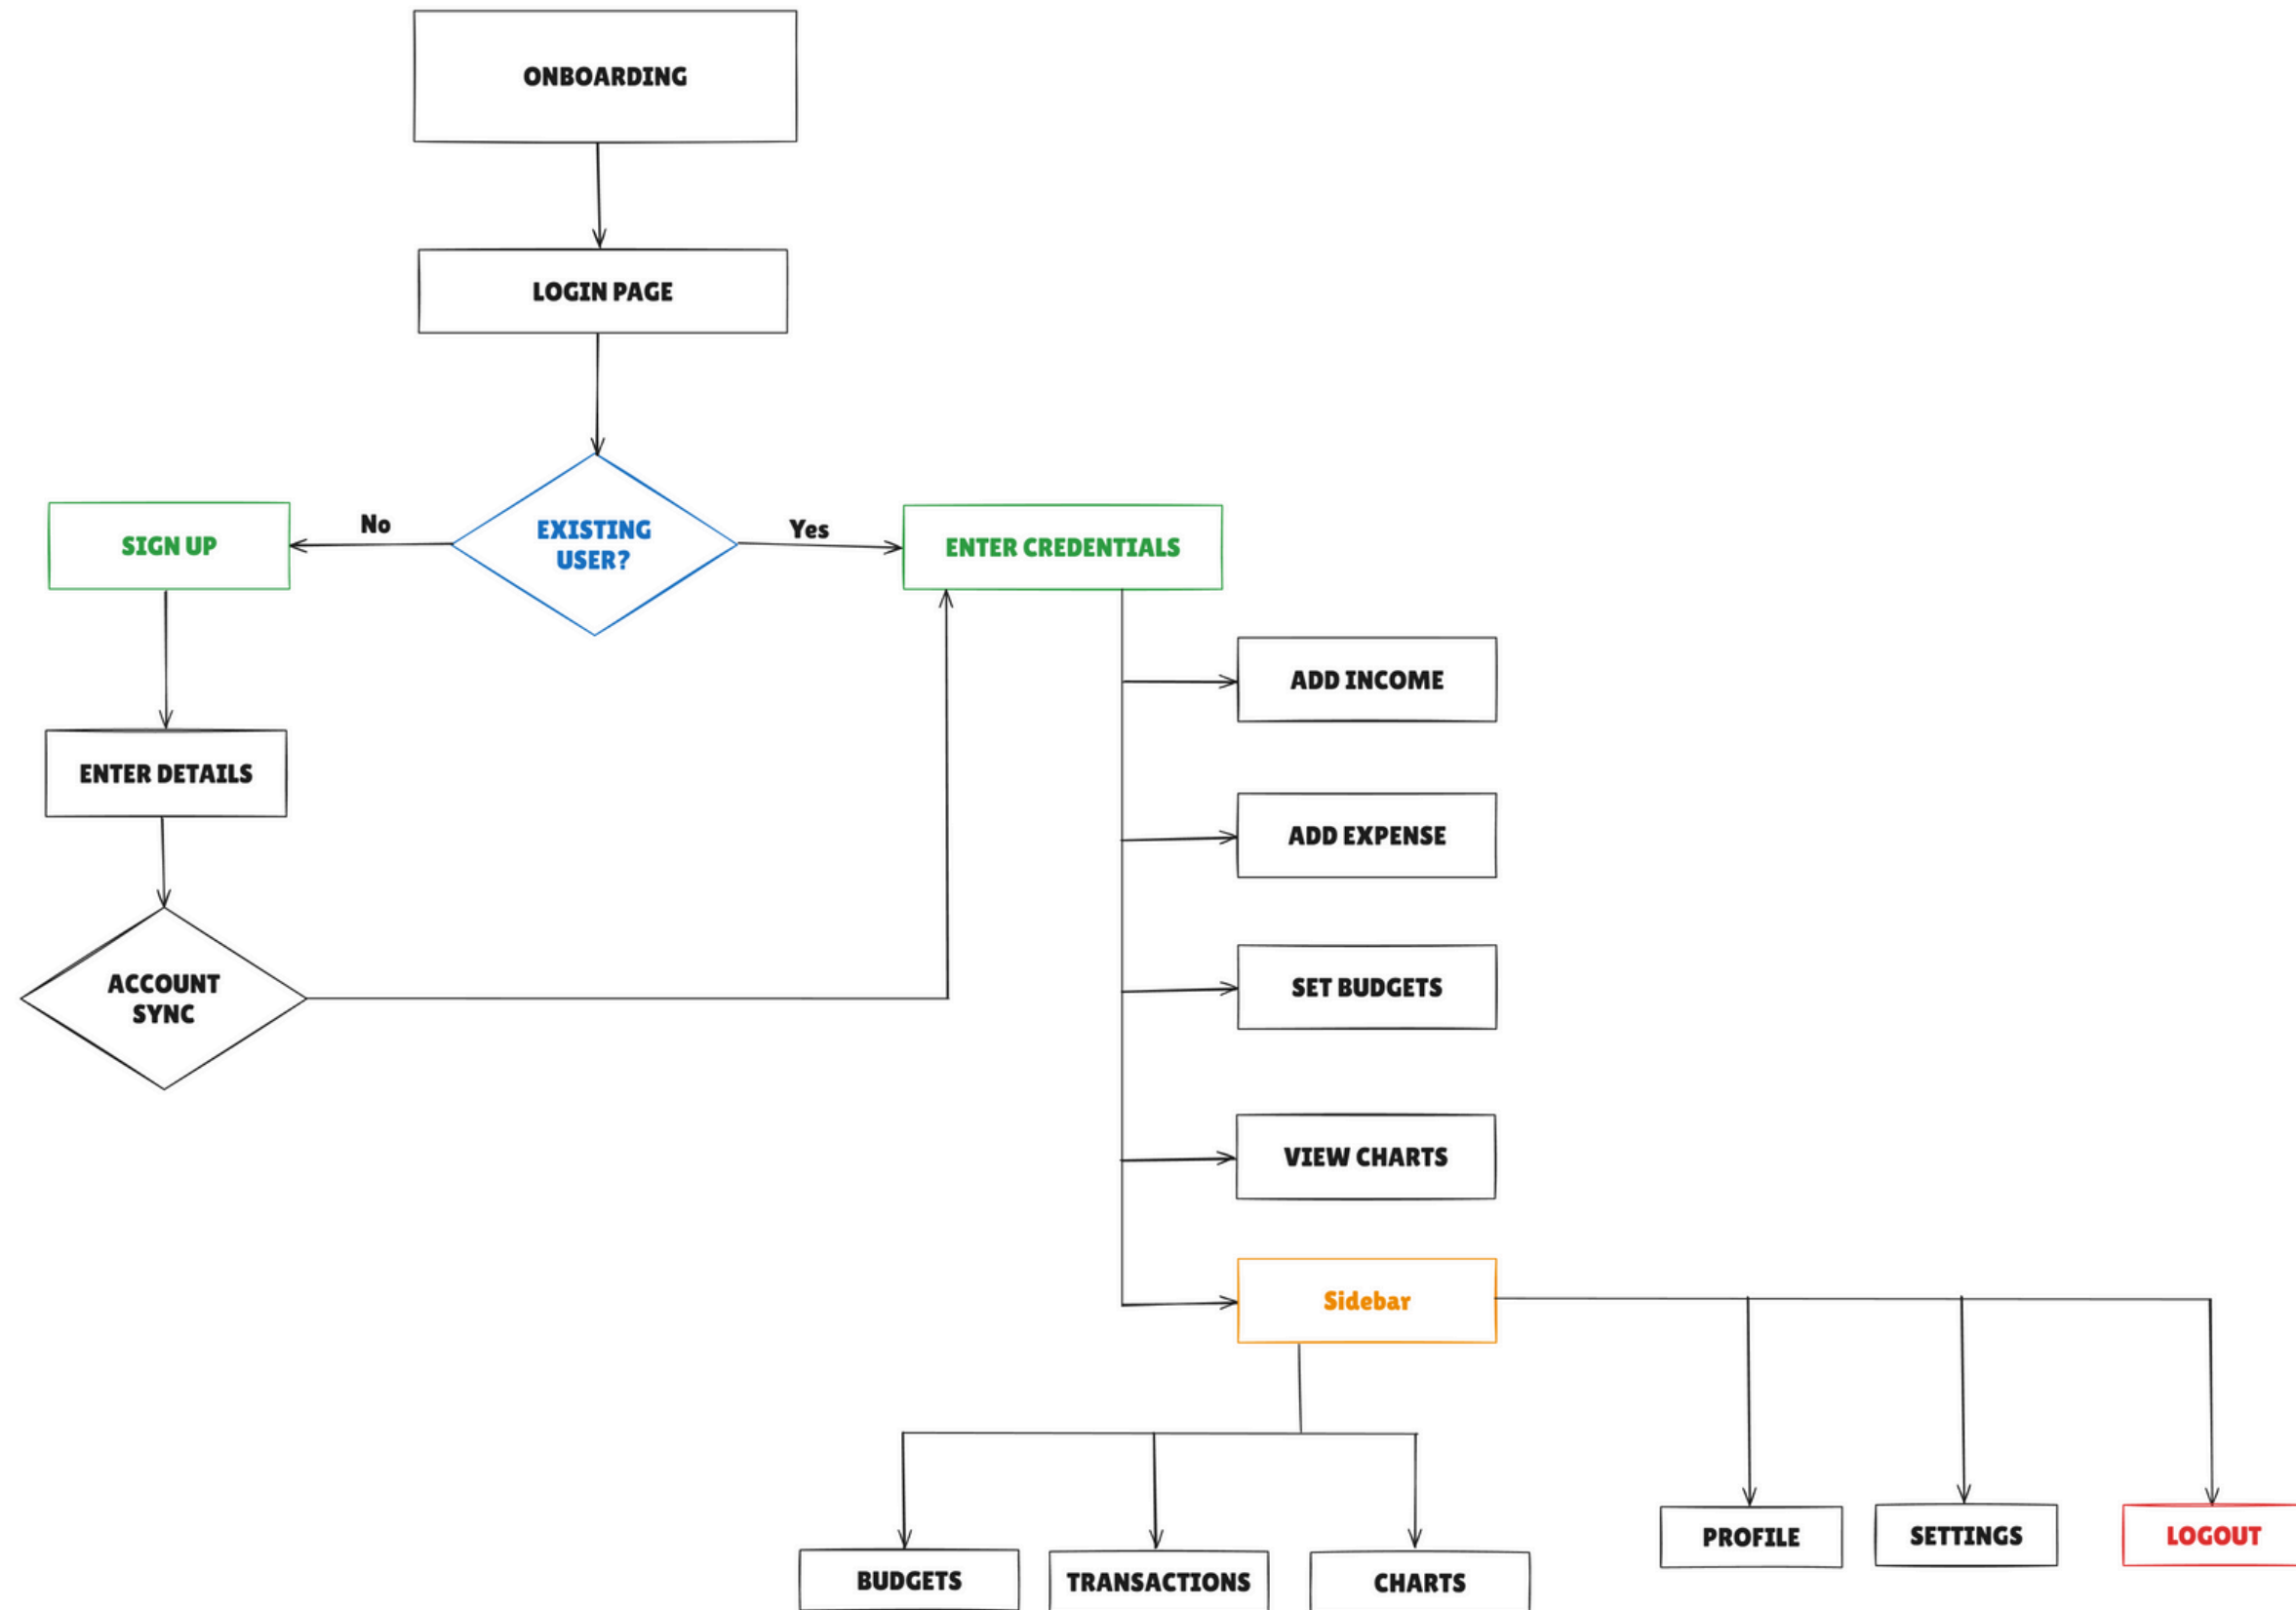 ONBOARDING
LOGIN PAGE
EXISTING
USER?
No
Yes
SIGN UP
ENTER CREDENTIALS
ADD INCOME
ENTER DETAILS
ADD EXPENSE
ACCOUNT
SYNC
SET BUDGETS
VIEW CHARTS
Sidebar
PROFILE
SETTINGS
LOGOUT
BUDGETS
TRANSACTIONS
CHARTS